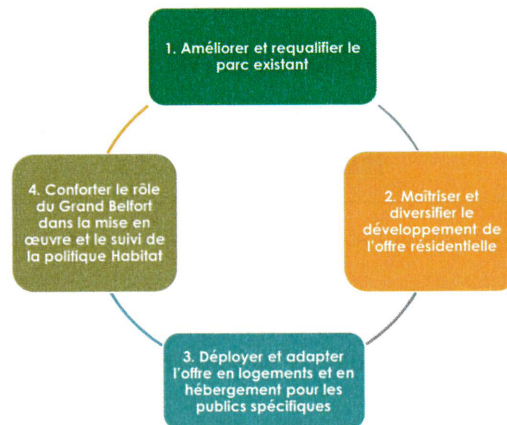 1. Améliorer et requalifier le
parc existant
2. Maîtriser et
diversifier le
développement de
l'offre résidentielle
3. Déployer et adapter
l'offre en logements et en
hébergement pour les
publics spécifiques
4. Conforter le rôle
du Grand Belfort
dans la mise en
œuvre et le suivi de
la politique Habitat